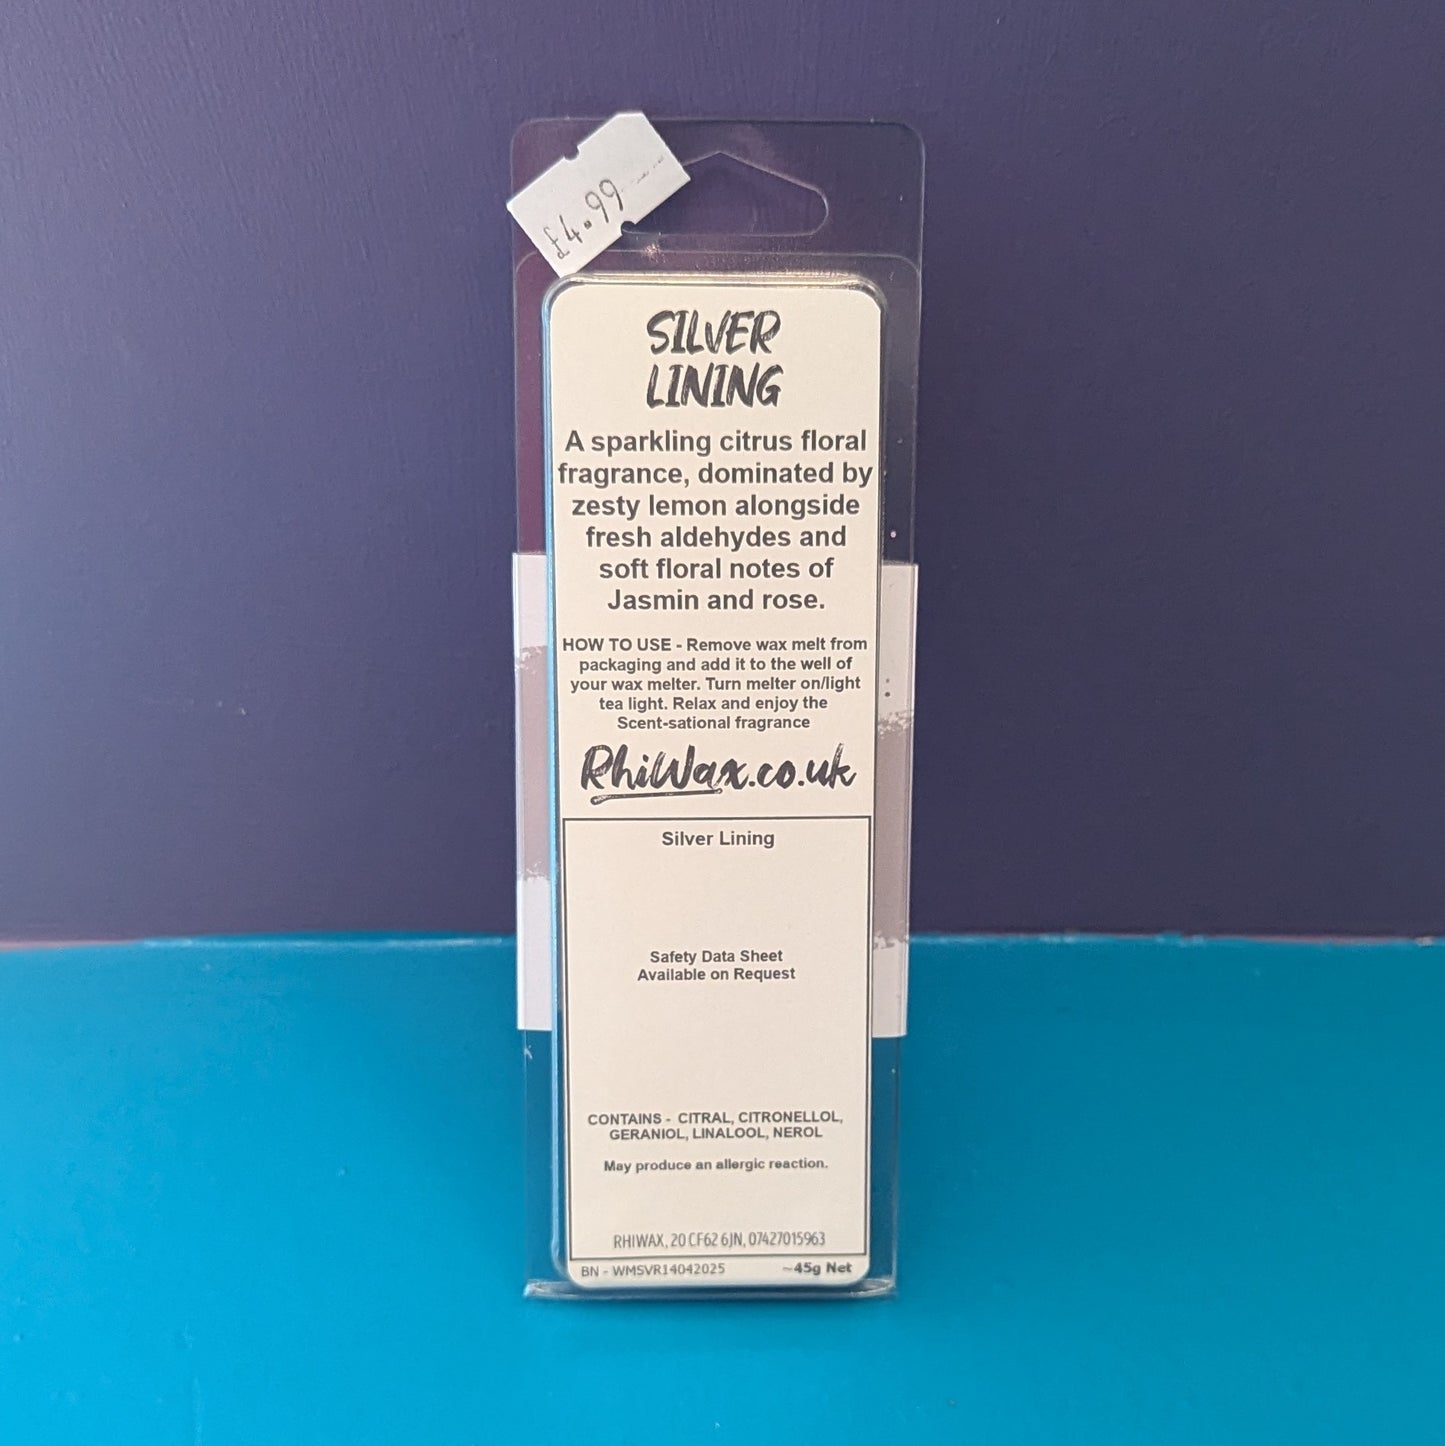 £4.99
SILVER
LINING
A sparkling citrus floral
fragrance, dominated by
zesty lemon alongside
fresh aldehydes and
soft floral notes of
Jasmin and rose.
HOW TO USE - Remove wax melt from
packaging and add it to the well of
your wax melter. Turn melter on/light
tea light. Relax and enjoy the
Scent-sational fragrance
RhiWax.co.uk
Silver Lining
Safety Data Sheet
Available on Request
CONTAINS - CITRAL, CITRONELLOL,
GERANIOL, LINALOOL, NEROL
May produce an allergic reaction.
RHIWAX, 20 CF62 6JN, 07427015963
BN - WMSVR14042025 ~45g Net